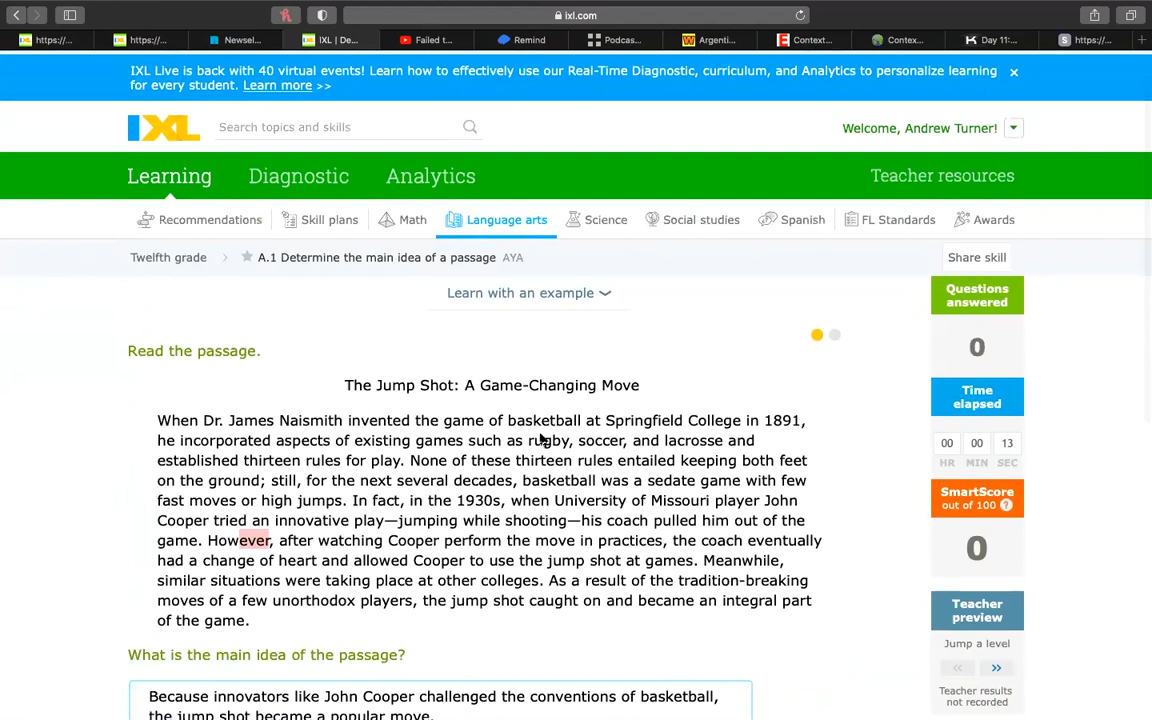 ixl.com
https://...
https://...
Newsel...
IXL | De...
Failed t...
Remind
Podcas...
Argenti...
Context...
Contex...
Day 11:...
https://...
IXL Live is back with 40 virtual events! Learn how to effectively use our Real-Time Diagnostic, curriculum, and Analytics to personalize learning
for every student. Learn more >>
IXL
Search topics and skills
Welcome, Andrew Turner!
Learning
Diagnostic
Analytics
Teacher resources
Recommendations
Skill plans
Math
Language arts
Science
Social studies
Spanish
FL Standards
Awards
Twelfth grade > A.1 Determine the main idea of a passage AYA
Share skill
Learn with an example
Questions
answered
0
Read the passage.
The Jump Shot: A Game-Changing Move
When Dr. James Naismith invented the game of basketball at Springfield College in 1891,
he incorporated aspects of existing games such as rugby, soccer, and lacrosse and
established thirteen rules for play. None of these thirteen rules entailed keeping both feet
on the ground; still, for the next several decades, basketball was a sedate game with few
fast moves or high jumps. In fact, in the 1930s, when University of Missouri player John
Cooper tried an innovative play—jumping while shooting—his coach pulled him out of the
game. However, after watching Cooper perform the move in practices, the coach eventually
had a change of heart and allowed Cooper to use the jump shot at games. Meanwhile,
similar situations were taking place at other colleges. As a result of the tradition-breaking
moves of a few unorthodox players, the jump shot caught on and became an integral part
of the game.
Time
elapsed
00 00 13
HR MIN SEC
SmartScore
out of 100 ?
0
Teacher
preview
Jump a level
<< >>
Teacher results
not recorded
What is the main idea of the passage?
Because innovators like John Cooper challenged the conventions of basketball,
the jump shot became a popular move.